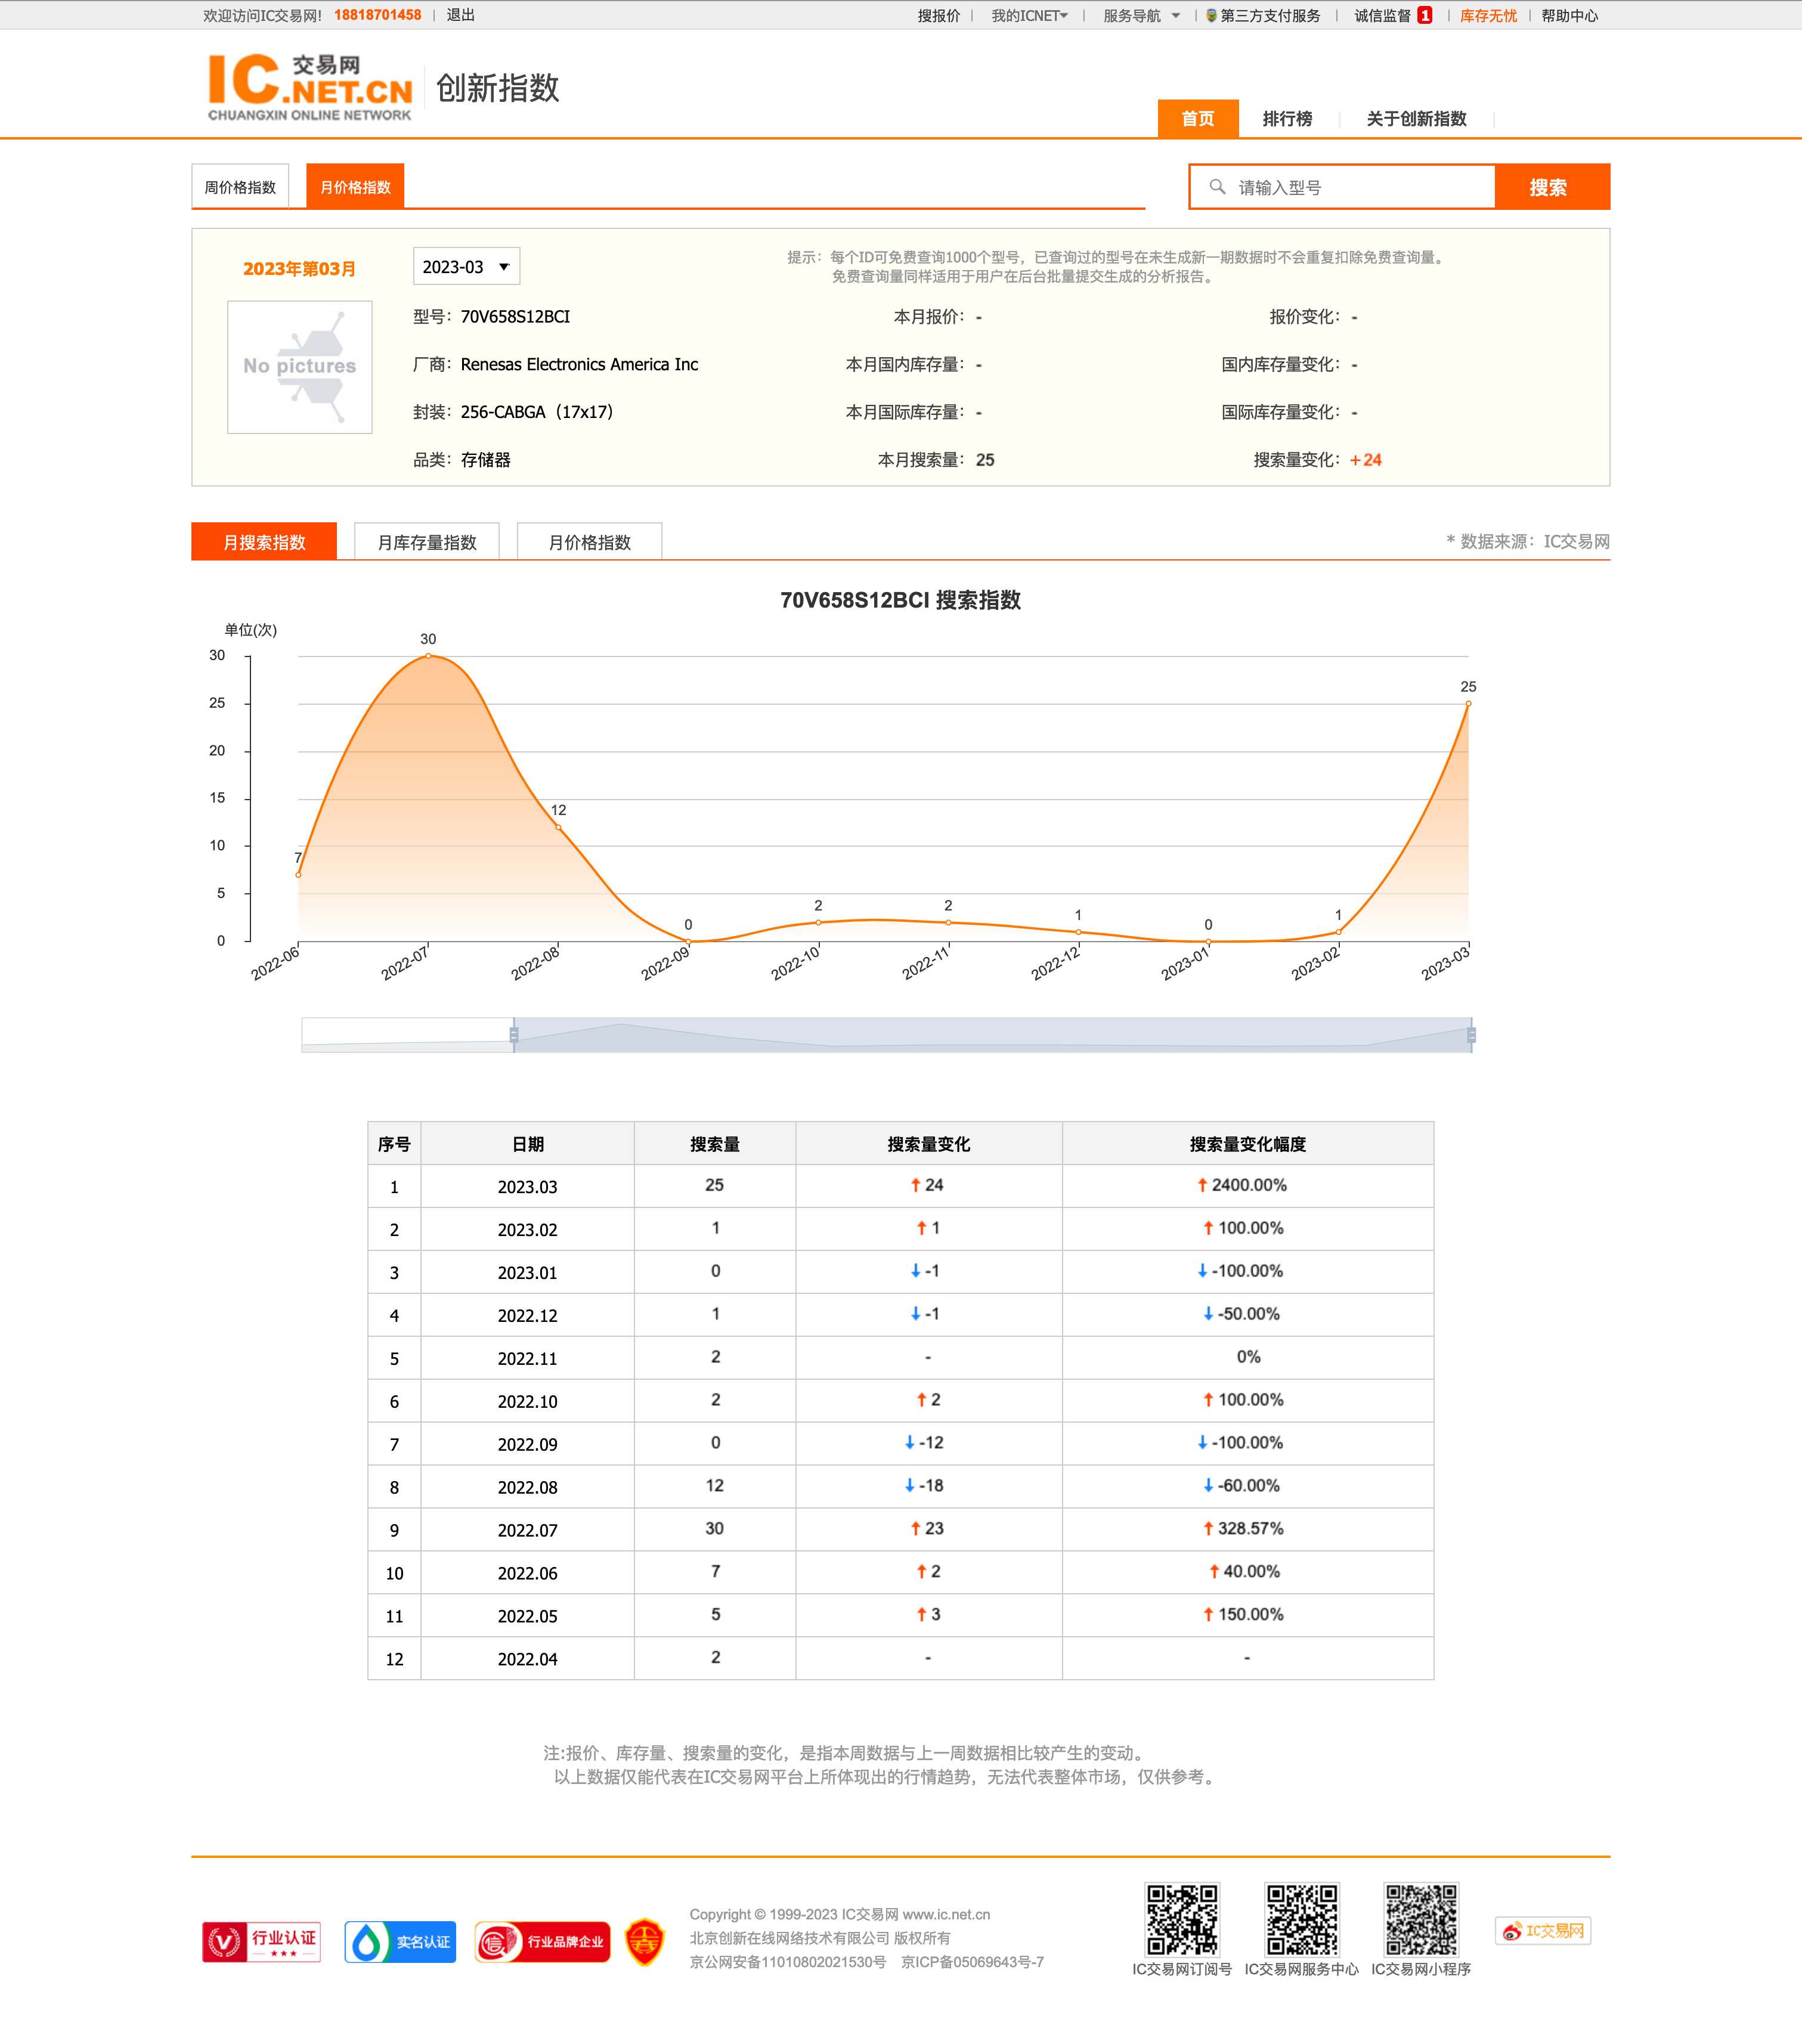 欢迎访问IC交易网! 18818701458 | 退出 搜报价 | 我的ICNET | 服务导航 | 第三方支付服务 | 诚信监督 1 | 库存无忧 | 帮助中心
IC交易网 .NET.CN CHUANGXIN ONLINE NETWORK 创新指数
首页 排行榜 关于创新指数
周价格指数 月价格指数 请输入型号 搜索
2023年第03月 2023-03 提示：每个ID可免费查询1000个型号，已查询过的型号在未生成新一期数据时不会重复扣除免费查询量。
免费查询量同样适用于用户在后台批量提交生成的分析报告。
No pictures
型号：70V658S12BCI 本月报价：- 报价变化：-
厂商：Renesas Electronics America Inc 本月国内库存量：- 国内库存量变化：-
封装：256-CABGA（17x17） 本月国际库存量：- 国际库存量变化：-
品类：存储器 本月搜索量：25 搜索量变化：+24
月搜索指数 月库存量指数 月价格指数 * 数据来源：IC交易网
70V658S12BCI 搜索指数
单位(次)
30
25
20
15
10
5
0
7 30 12 0 2 2 1 0 1 25
2022-06 2022-07 2022-08 2022-09 2022-10 2022-11 2022-12 2023-01 2023-02 2023-03
序号 日期 搜索量 搜索量变化 搜索量变化幅度
1 2023.03 25 ↑ 24 ↑ 2400.00%
2 2023.02 1 ↑ 1 ↑ 100.00%
3 2023.01 0 ↓ -1 ↓ -100.00%
4 2022.12 1 ↓ -1 ↓ -50.00%
5 2022.11 2 - 0%
6 2022.10 2 ↑ 2 ↑ 100.00%
7 2022.09 0 ↓ -12 ↓ -100.00%
8 2022.08 12 ↓ -18 ↓ -60.00%
9 2022.07 30 ↑ 23 ↑ 328.57%
10 2022.06 7 ↑ 2 ↑ 40.00%
11 2022.05 5 ↑ 3 ↑ 150.00%
12 2022.04 2 - -
注:报价、库存量、搜索量的变化，是指本周数据与上一周数据相比较产生的变动。
以上数据仅能代表在IC交易网平台上所体现出的行情趋势，无法代表整体市场，仅供参考。
行业认证 实名认证 信 行业品牌企业
Copyright © 1999-2023 IC交易网 www.ic.net.cn
北京创新在线网络技术有限公司 版权所有
京公网安备11010802021530号 京ICP备05069643号-7
IC交易网订阅号 IC交易网服务中心 IC交易网小程序
IC交易网